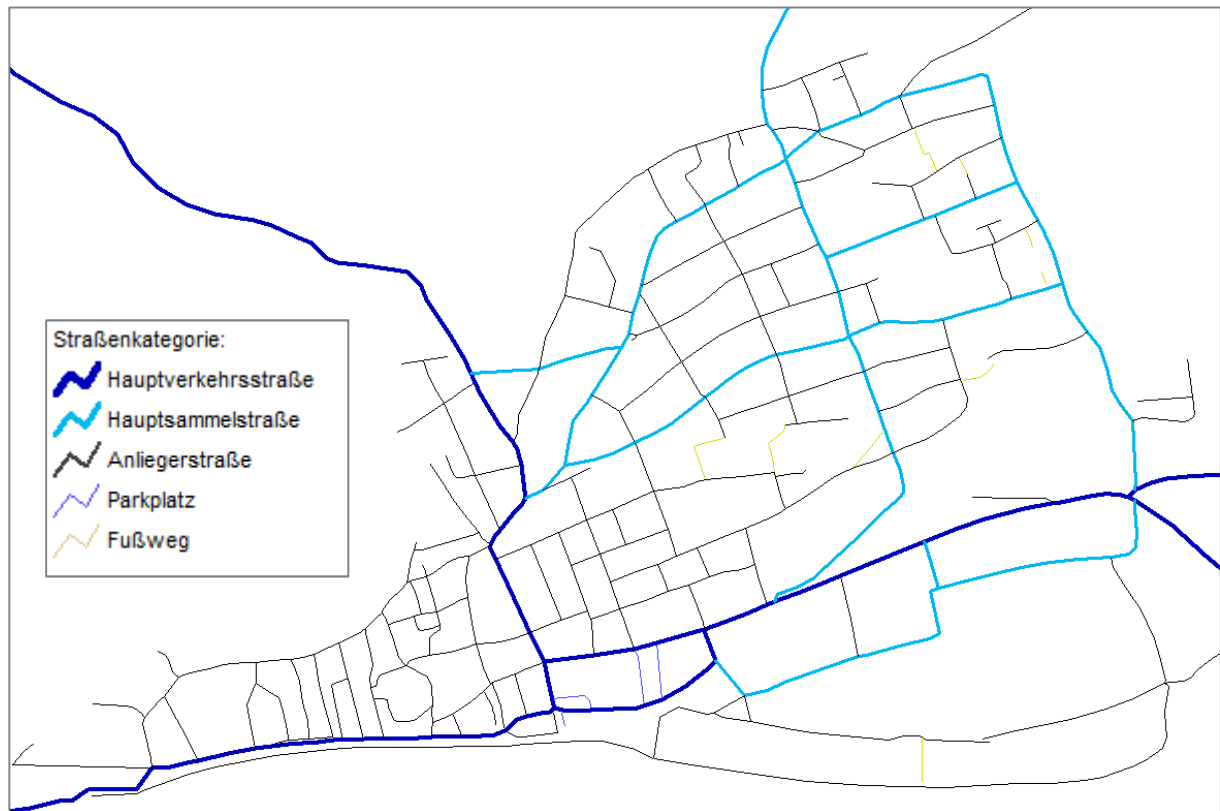 Straßenkategorie:
Hauptverkehrsstraße
Hauptsammelstraße
Anliegerstraße
Parkplatz
Fußweg